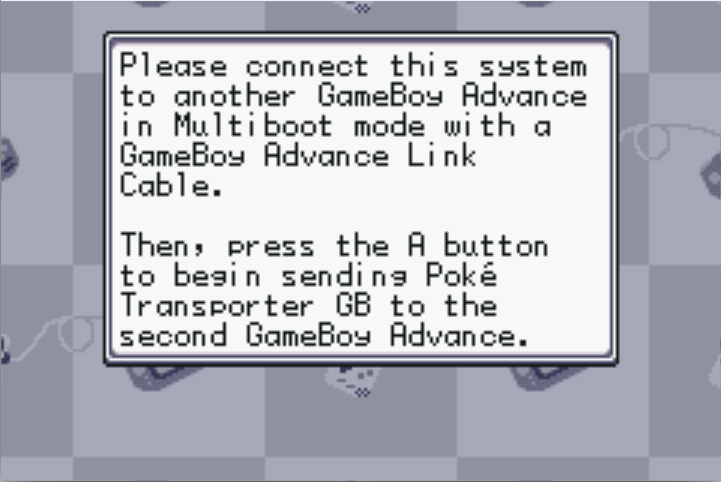 Please connect this system
to another GameBoy Advance
in Multiboot mode with a
GameBoy Advance Link
Cable.
Then, press the A button
to begin sending Poké
Transporter GB to the
second GameBoy Advance.